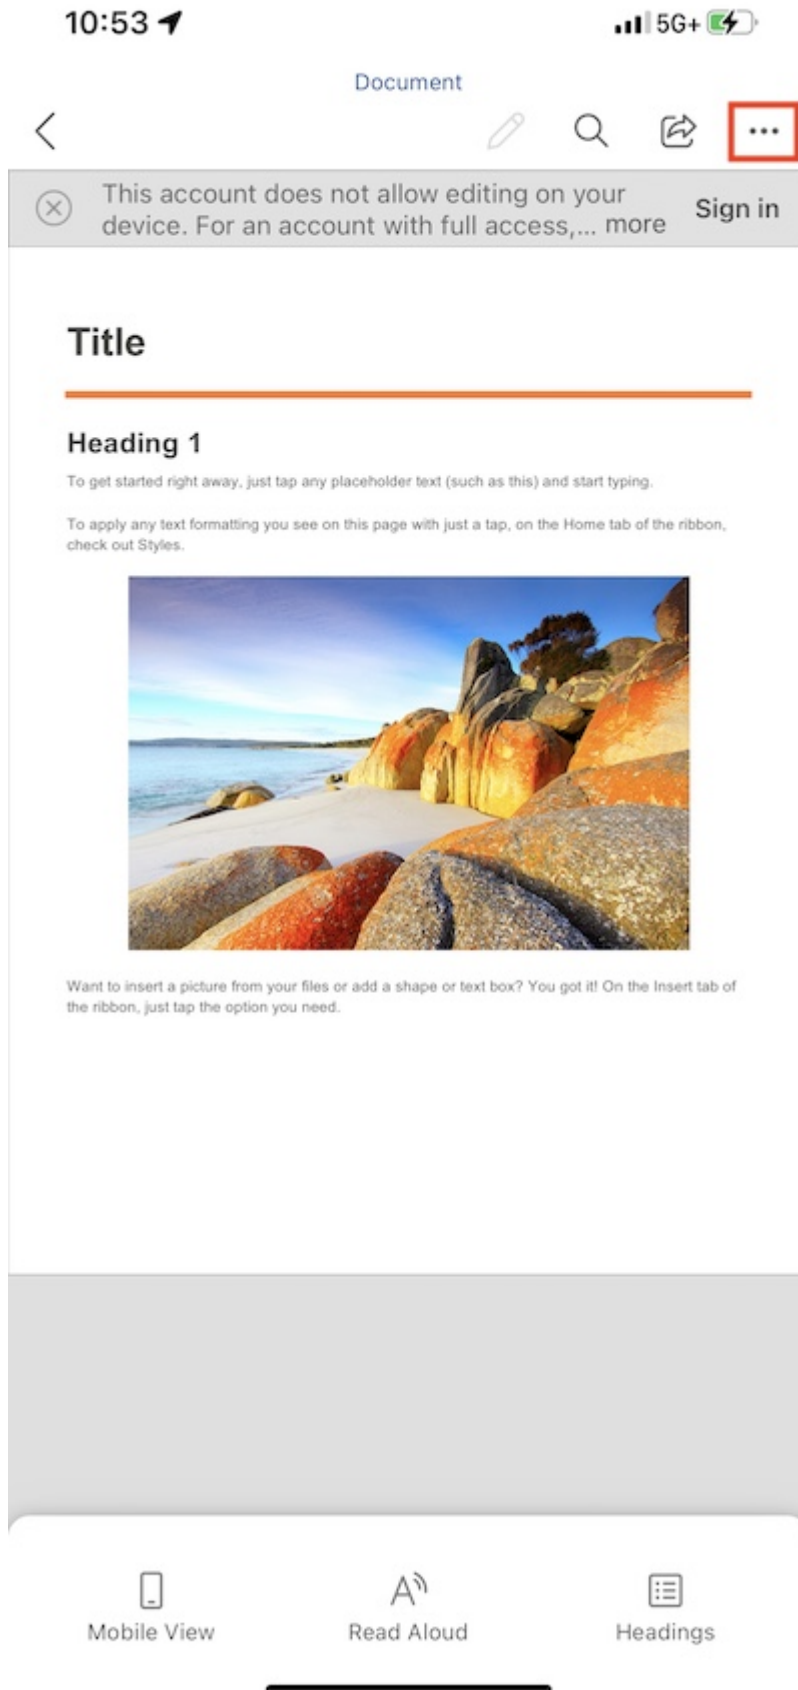 10:53
5G+
Document
This account does not allow editing on your
device. For an account with full access,... more
Sign in
Title
Heading 1
To get started right away, just tap any placeholder text (such as this) and start typing.
To apply any text formatting you see on this page with just a tap, on the Home tab of the ribbon,
check out Styles.
Want to insert a picture from your files or add a shape or text box? You got it! On the Insert tab of
the ribbon, just tap the option you need.
Mobile View
Read Aloud
Headings